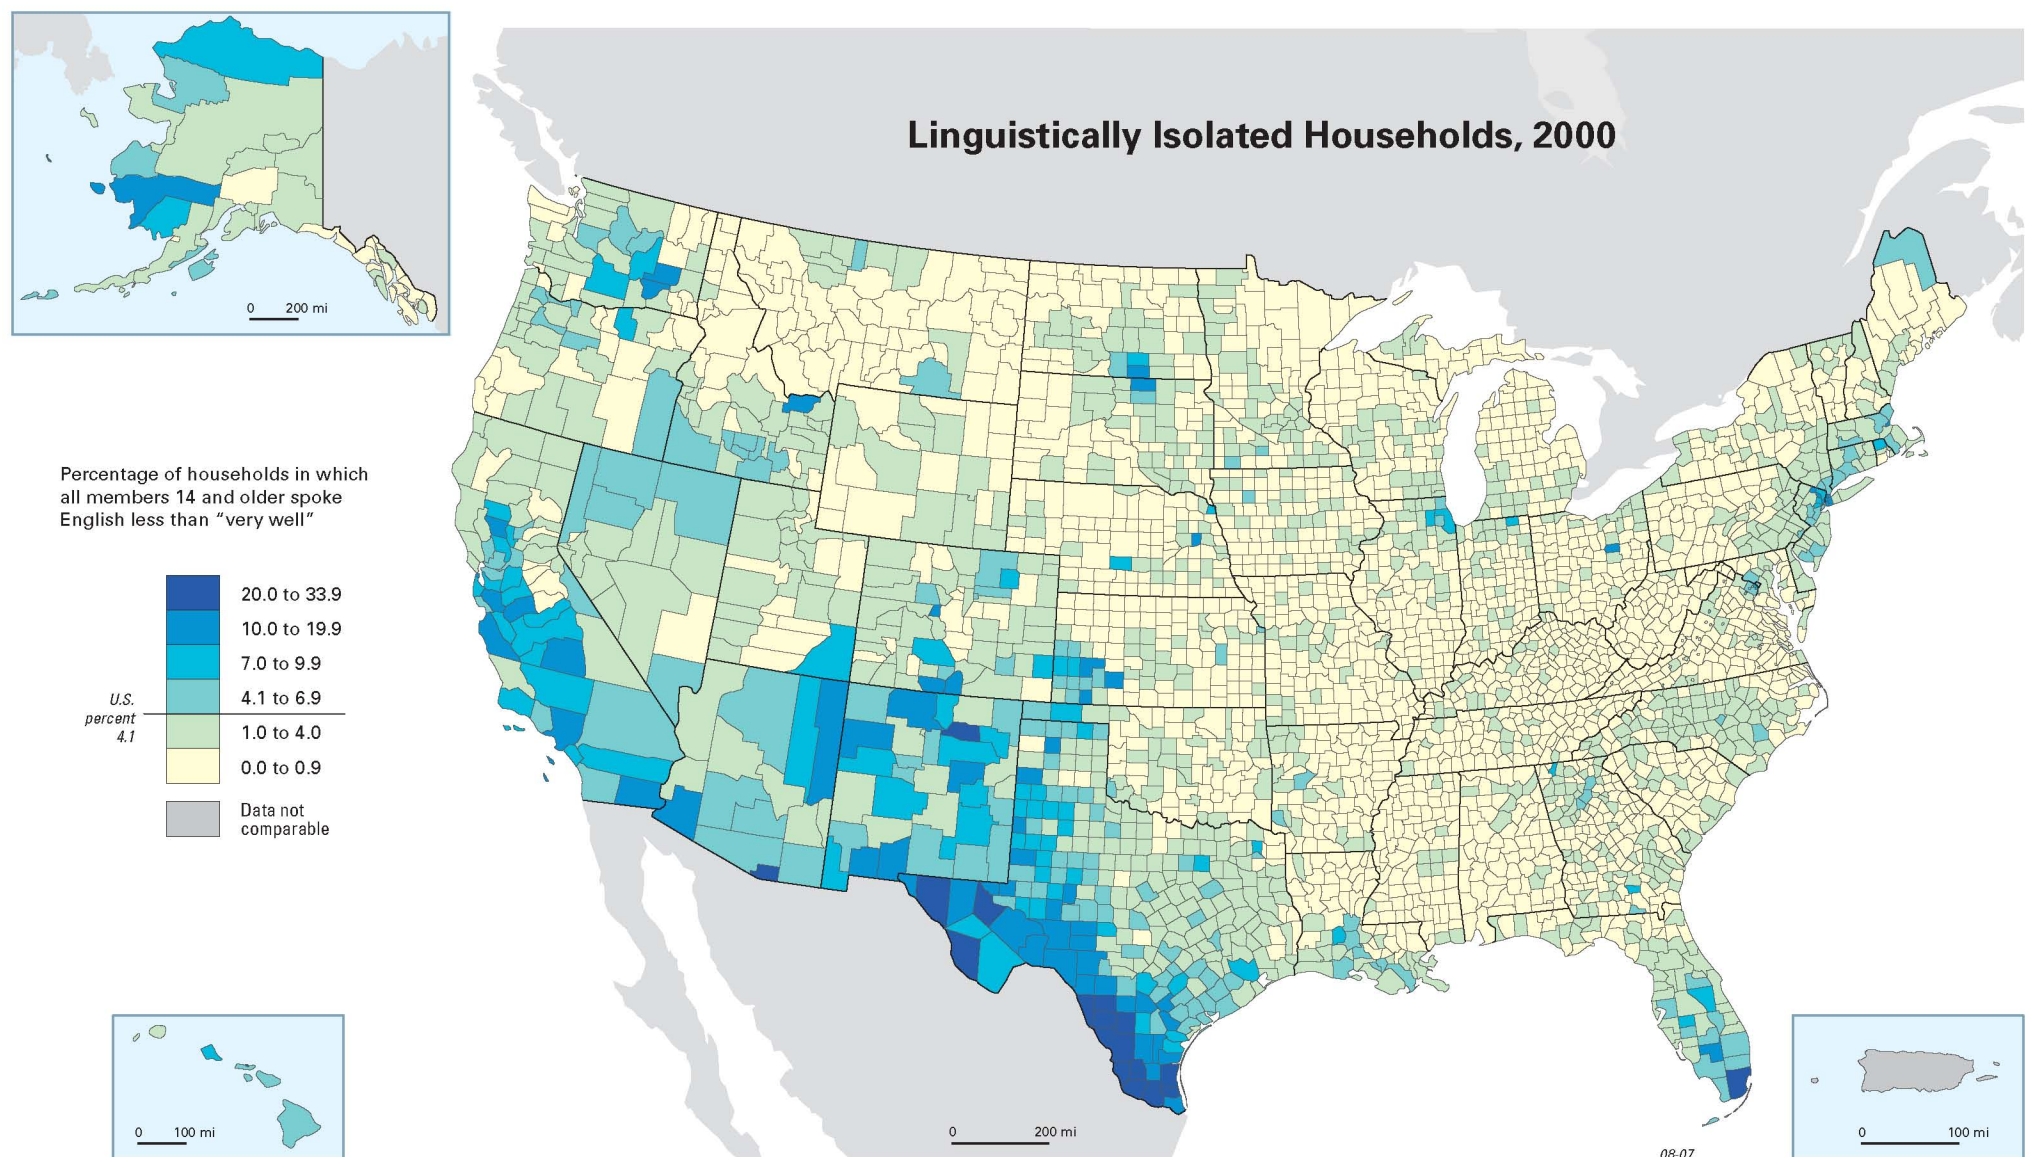 Linguistically Isolated Households, 2000
0 200 mi
Percentage of households in which
all members 14 and older spoke
English less than “very well”
20.0 to 33.9
10.0 to 19.9
7.0 to 9.9
4.1 to 6.9
U.S.
percent
4.1
1.0 to 4.0
0.0 to 0.9
Data not
comparable
0 100 mi
0 200 mi
0 100 mi
08-07